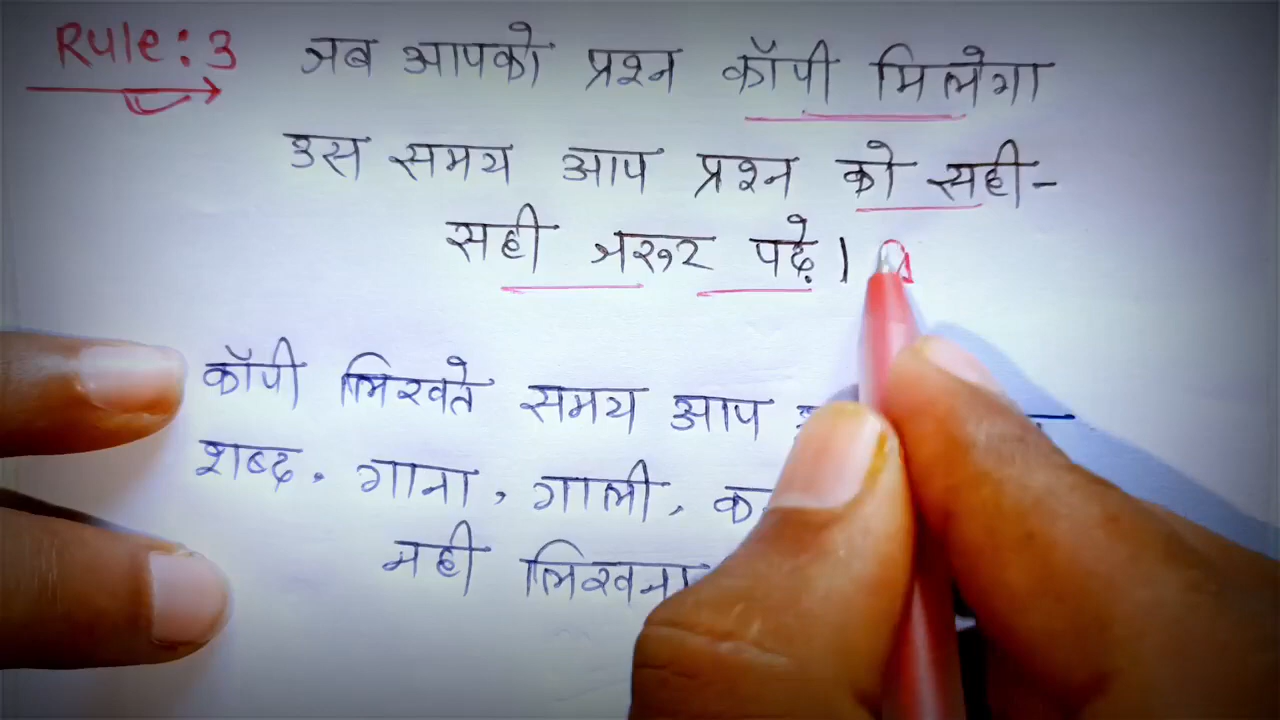 Rule: 3 जब आपको प्रश्न कॉपी मिलेगा
उस समय आप प्रश्न को सही-
सही जरूर पढ़े।
कॉपी लिखते समय आप
शब्द, गाना, गाली,
नही लिखना